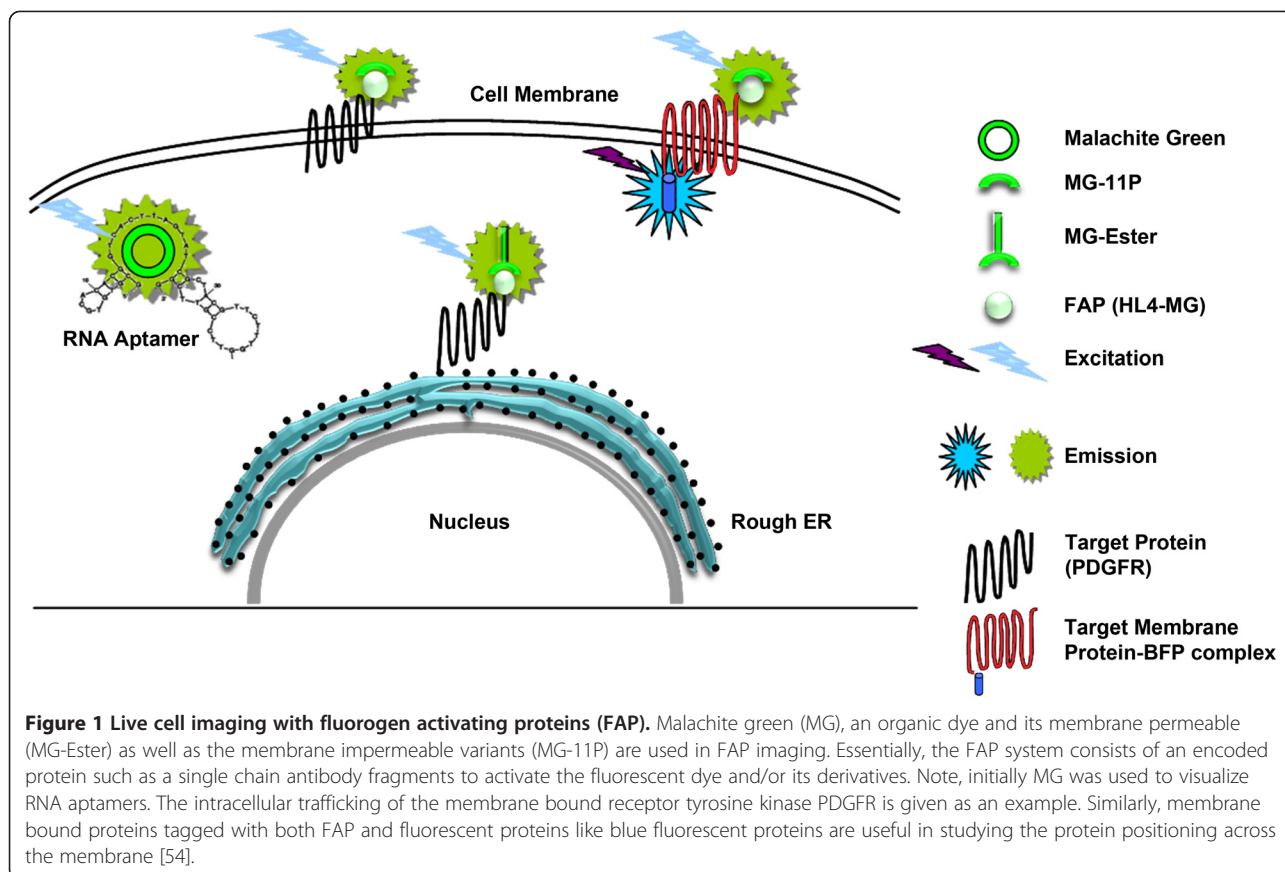 Cell Membrane
Malachite Green
MG-11P
MG-Ester
FAP (HL4-MG)
RNA Aptamer
Excitation
Emission
Nucleus
Rough ER
Target Protein
(PDGFR)
Target Membrane
Protein-BFP complex
Figure 1 Live cell imaging with fluorogen activating proteins (FAP). Malachite green (MG), an organic dye and its membrane permeable
(MG-Ester) as well as the membrane impermeable variants (MG-11P) are used in FAP imaging. Essentially, the FAP system consists of an encoded
protein such as a single chain antibody fragments to activate the fluorescent dye and/or its derivatives. Note, initially MG was used to visualize
RNA aptamers. The intracellular trafficking of the membrane bound receptor tyrosine kinase PDGFR is given as an example. Similarly, membrane
bound proteins tagged with both FAP and fluorescent proteins like blue fluorescent proteins are useful in studying the protein positioning across
the membrane [54].